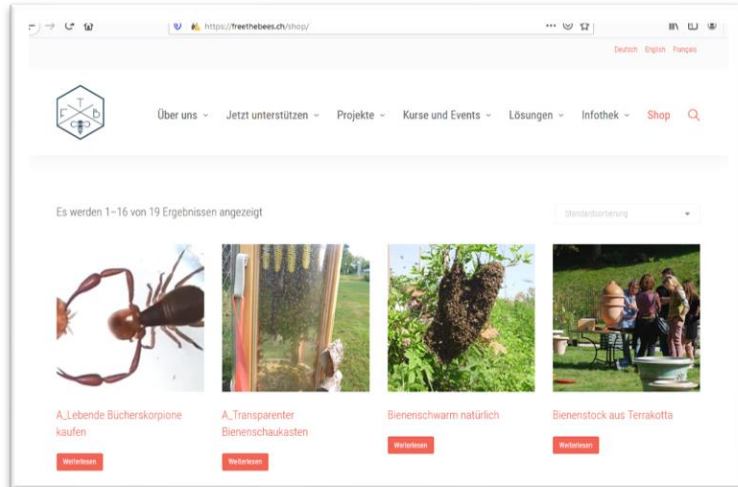 https://freethebees.ch/shop/
Deutsch English Français
F T B
Über uns Jetzt unterstützen Projekte Kurse und Events Lösungen Infothek Shop
Es werden 1–16 von 19 Ergebnissen angezeigt
Standardsortierung
A_Lebende Bücherskorpione
kaufen
Weiterlesen
A_Transparenter
Bienenschaukasten
Weiterlesen
Bienenschwarm natürlich
Weiterlesen
Bienenstock aus Terrakotta
Weiterlesen